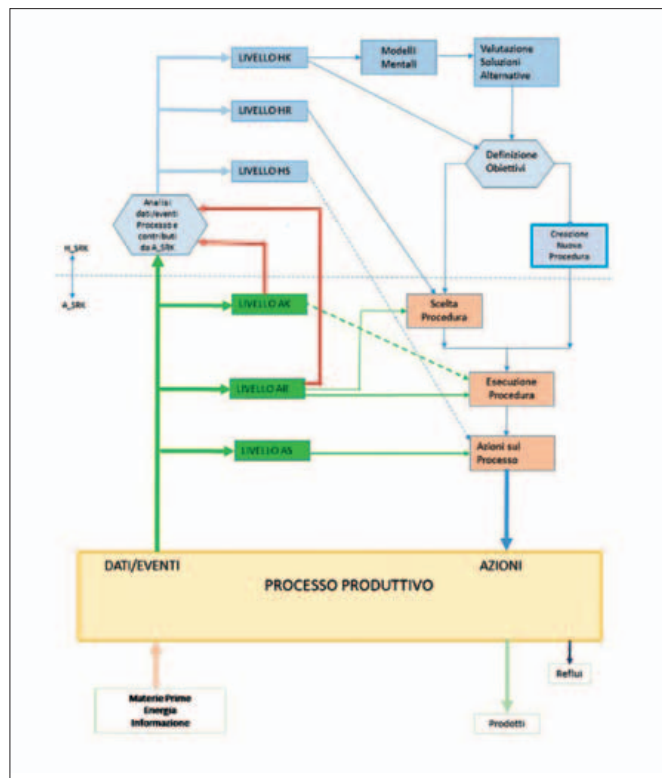 LIVELLO HK
Modelli
Mentali
Valutazione
Soluzioni
Alternative
LIVELLO HR
Definizione
Obiettivi
LIVELLO HS
Analisi
dati/eventi
Processo e
contributi
da A_SRK
Creazione
Nuova
Procedura
H_SRK
A_SRK
LIVELLO AK
Scelta
Procedura
LIVELLO AR
Esecuzione
Procedura
LIVELLO AS
Azioni sul
Processo
DATI/EVENTI
AZIONI
PROCESSO PRODUTTIVO
Reflui
Materie Prime
Energia
Informazione
Prodotti